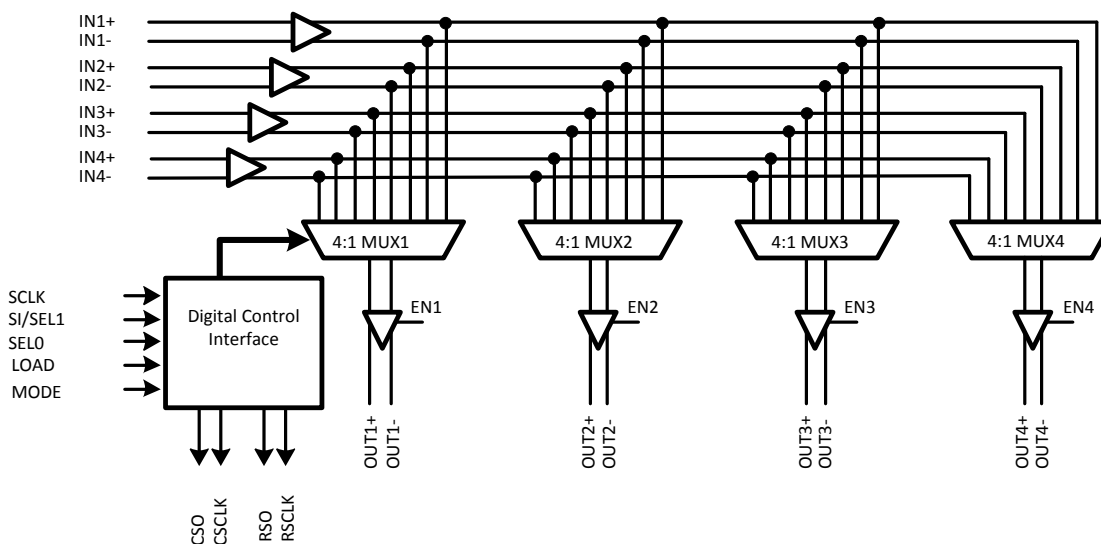 IN1+
IN1-
IN2+
IN2-
IN3+
IN3-
IN4+
IN4-
4:1 MUX1
4:1 MUX2
4:1 MUX3
4:1 MUX4
SCLK
SI/SEL1
SEL0
LOAD
MODE
Digital Control
Interface
EN1
EN2
EN3
EN4
OUT1+
OUT1-
OUT2+
OUT2-
OUT3+
OUT3-
OUT4+
OUT4-
CSO
CSCLK
RSO
RSCLK